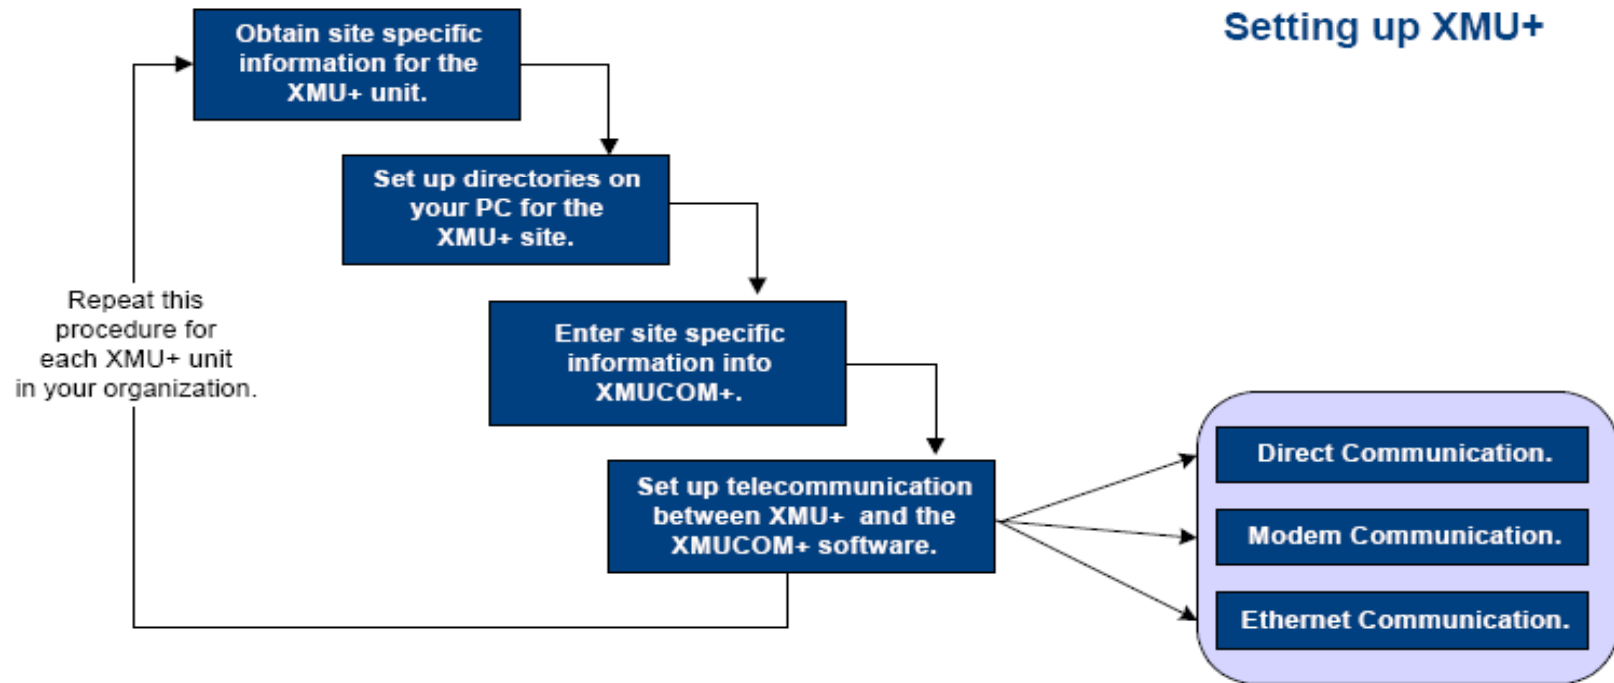 Setting up XMU+
Obtain site specific
information for the
XMU+ unit.
Set up directories on
your PC for the
XMU+ site.
Repeat this
procedure for
each XMU+ unit
in your organization.
Enter site specific
information into
XMUCOM+.
Set up telecommunication
between XMU+ and the
XMUCOM+ software.
Direct Communication.
Modem Communication.
Ethernet Communication.